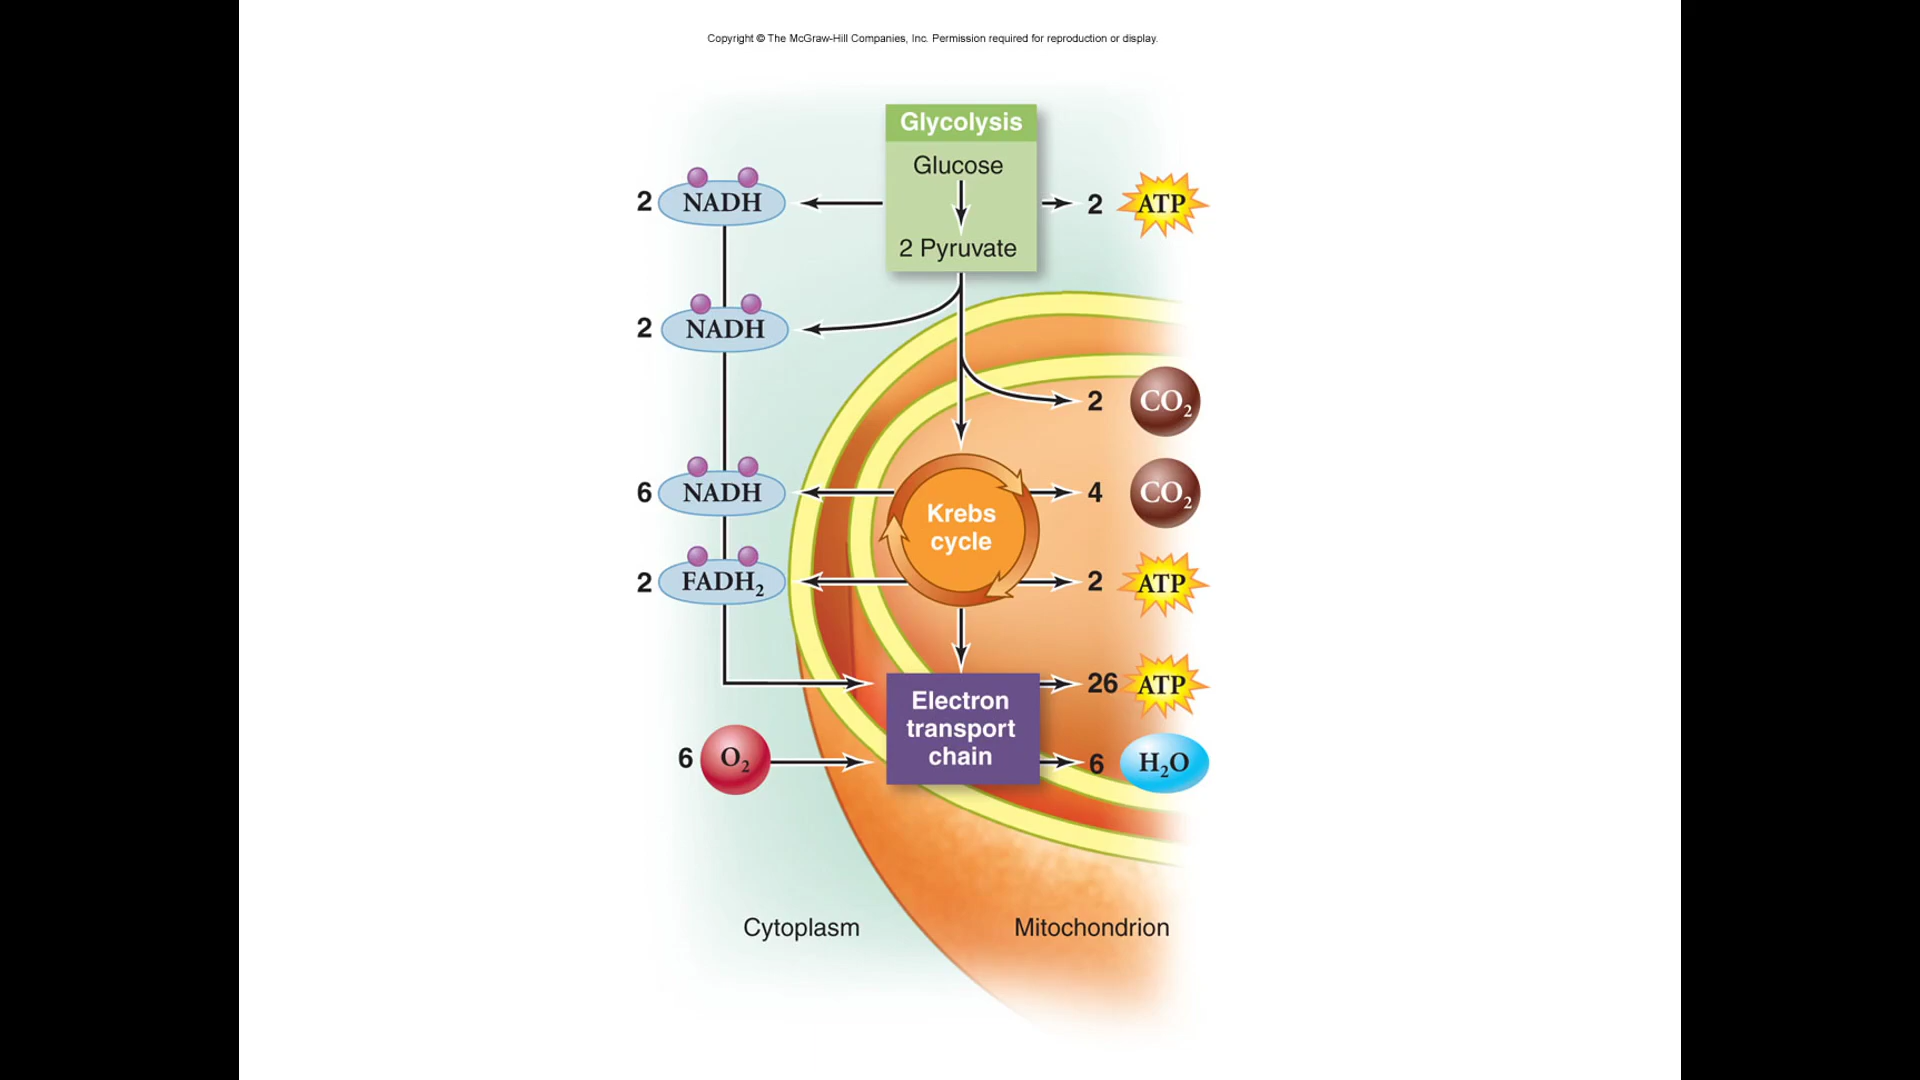 Copyright © The McGraw-Hill Companies, Inc. Permission required for reproduction or display.
Glycolysis
Glucose
2 NADH
2 ATP
2 Pyruvate
2 NADH
2 CO₂
6 NADH
4 CO₂
Krebs
cycle
2 FADH₂
2 ATP
26 ATP
Electron
transport
chain
6 O₂
6 H₂O
Cytoplasm
Mitochondrion